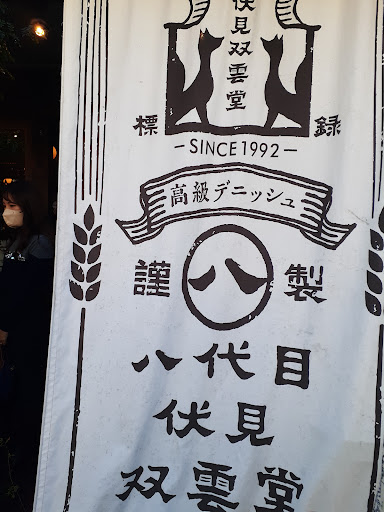 伏見双雲堂
標 録
SINCE 1992
高級デニッシュ
謹 八 製
八代目
伏見
双雲堂